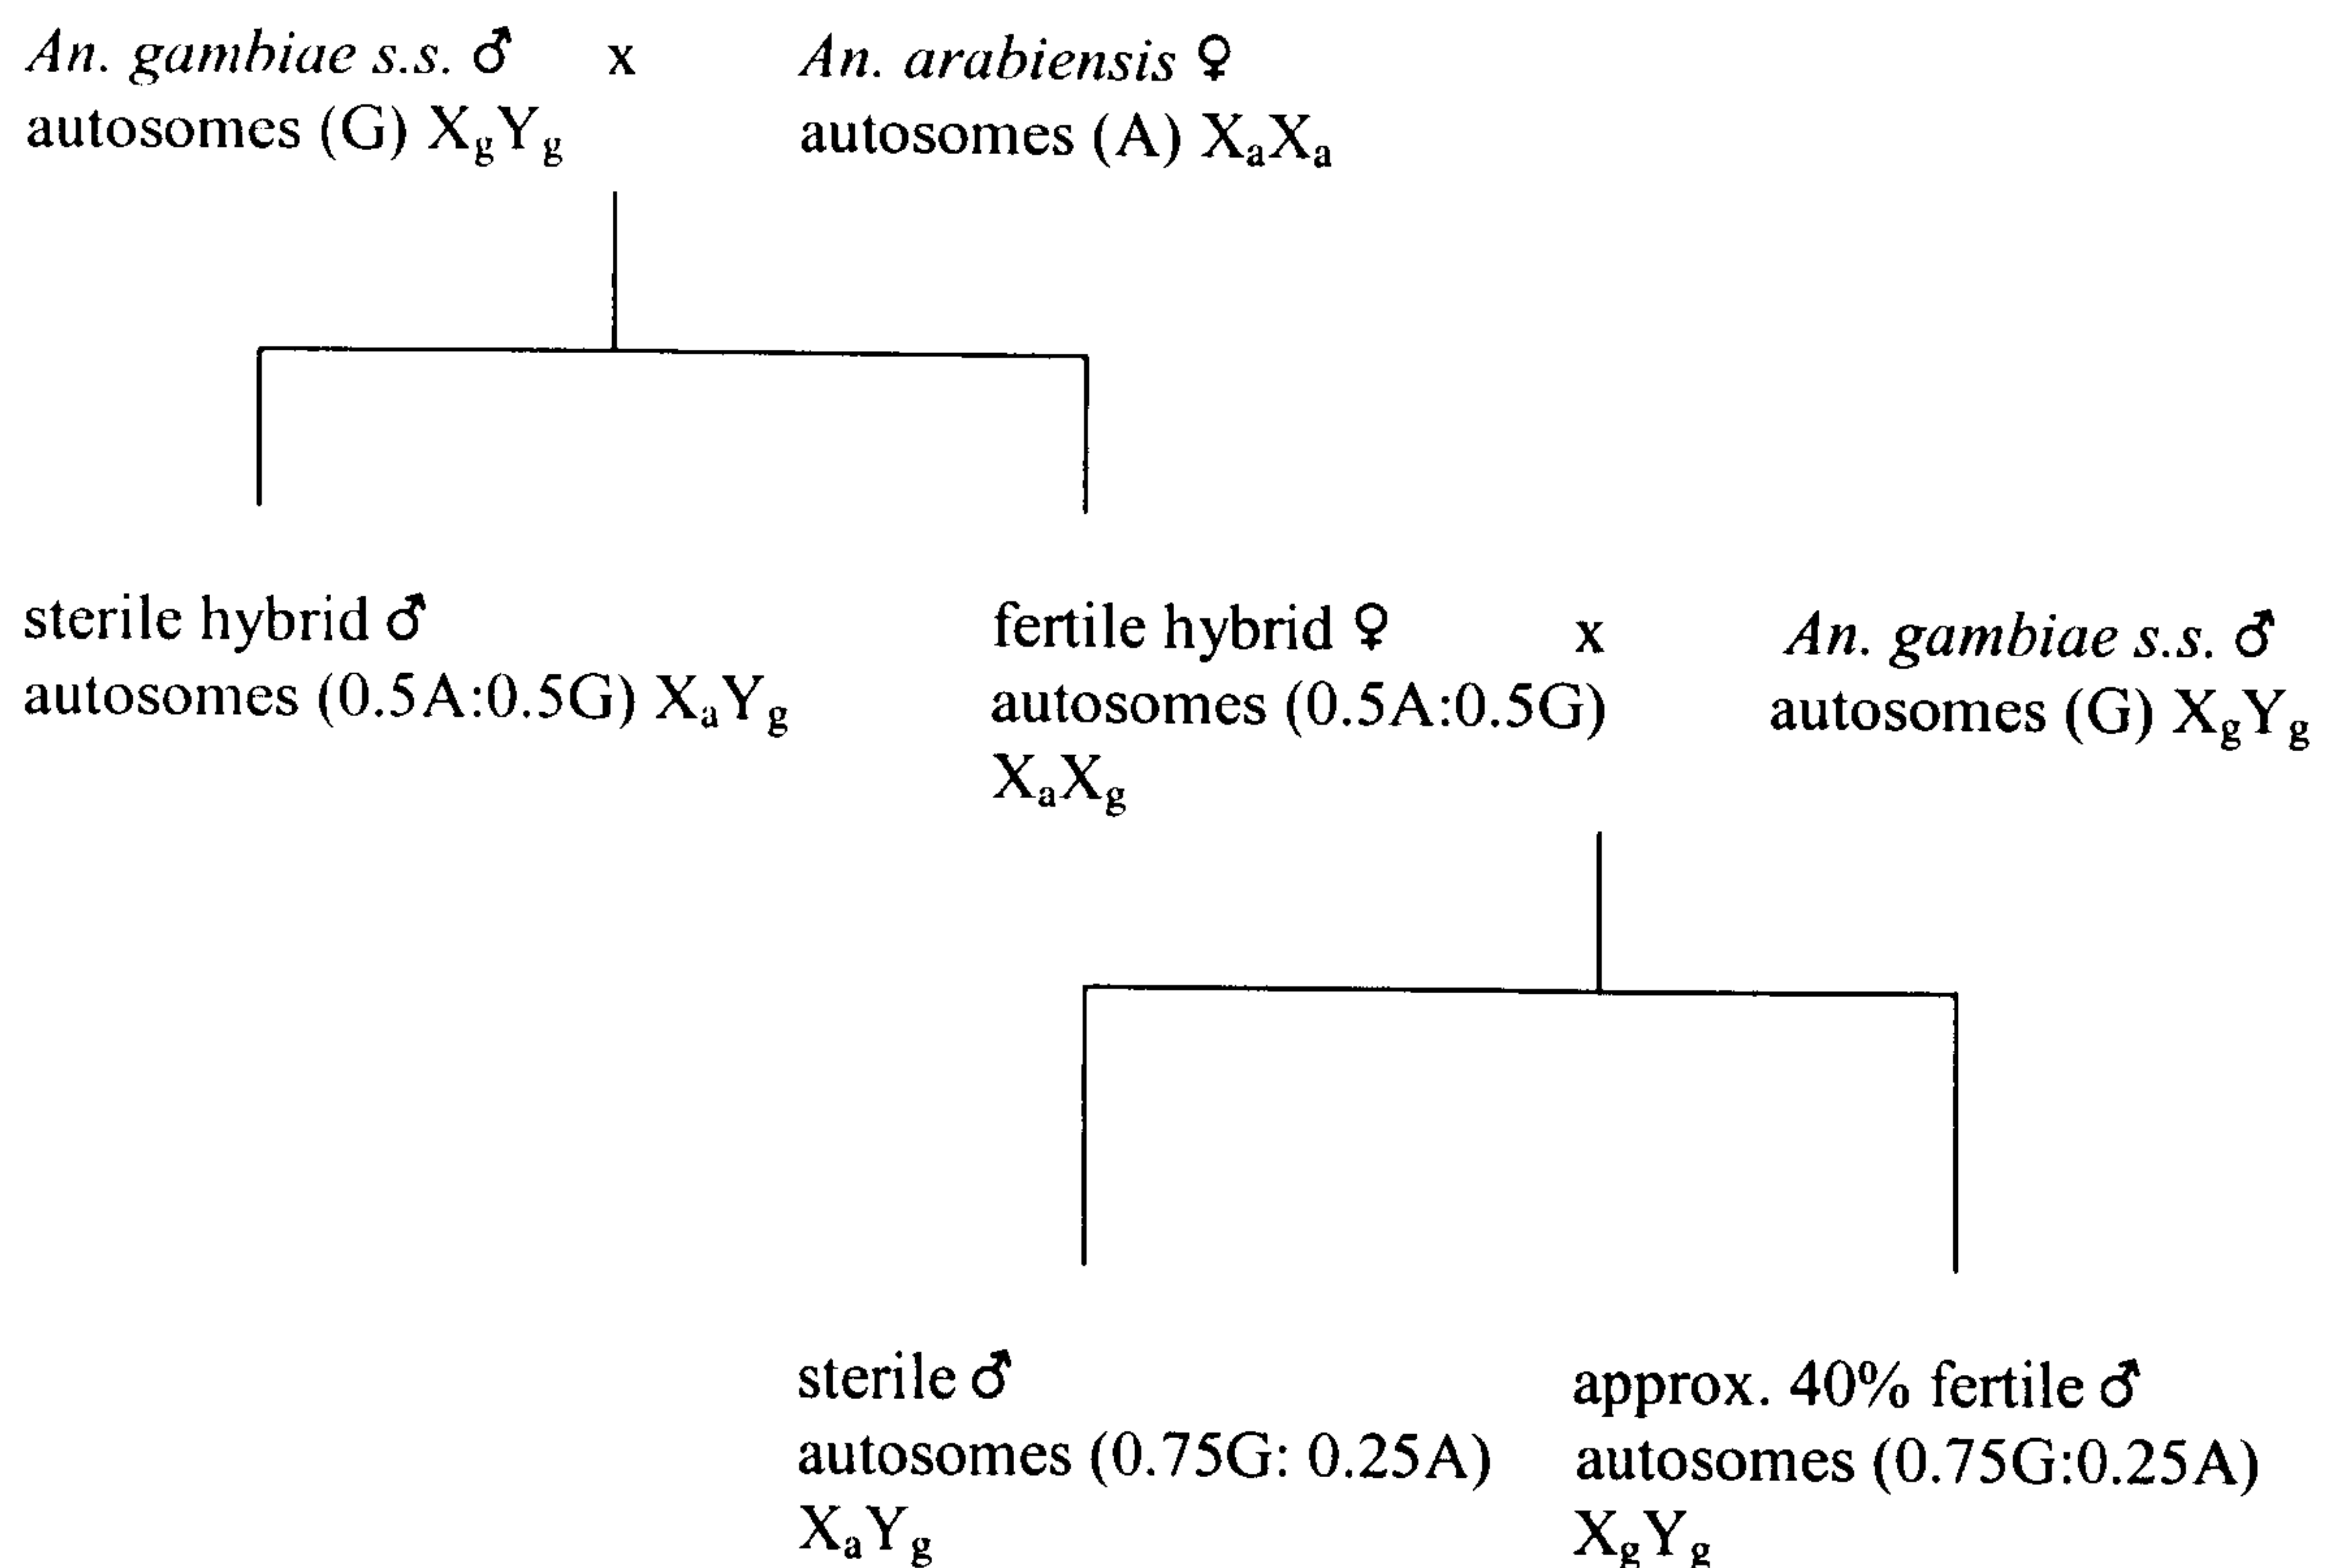 An. gambiae s.s. ♂ x An. arabiensis ♀
autosomes (G) XgYg autosomes (A) XaXa
sterile hybrid ♂ fertile hybrid ♀ x An. gambiae s.s. ♂
autosomes (0.5A:0.5G) XaYg autosomes (0.5A:0.5G) autosomes (G) XgYg
XaXg
sterile ♂ approx. 40% fertile ♂
autosomes (0.75G: 0.25A) autosomes (0.75G:0.25A)
XaYg XgYg